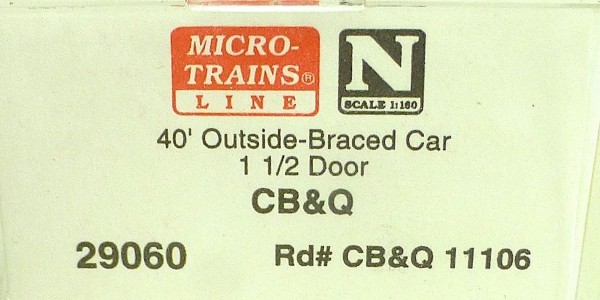 MICRO-
TRAINS®
LINE
N
SCALE 1:160
40' Outside-Braced Car
1 1/2 Door
CB&Q
29060 Rd# CB&Q 11106